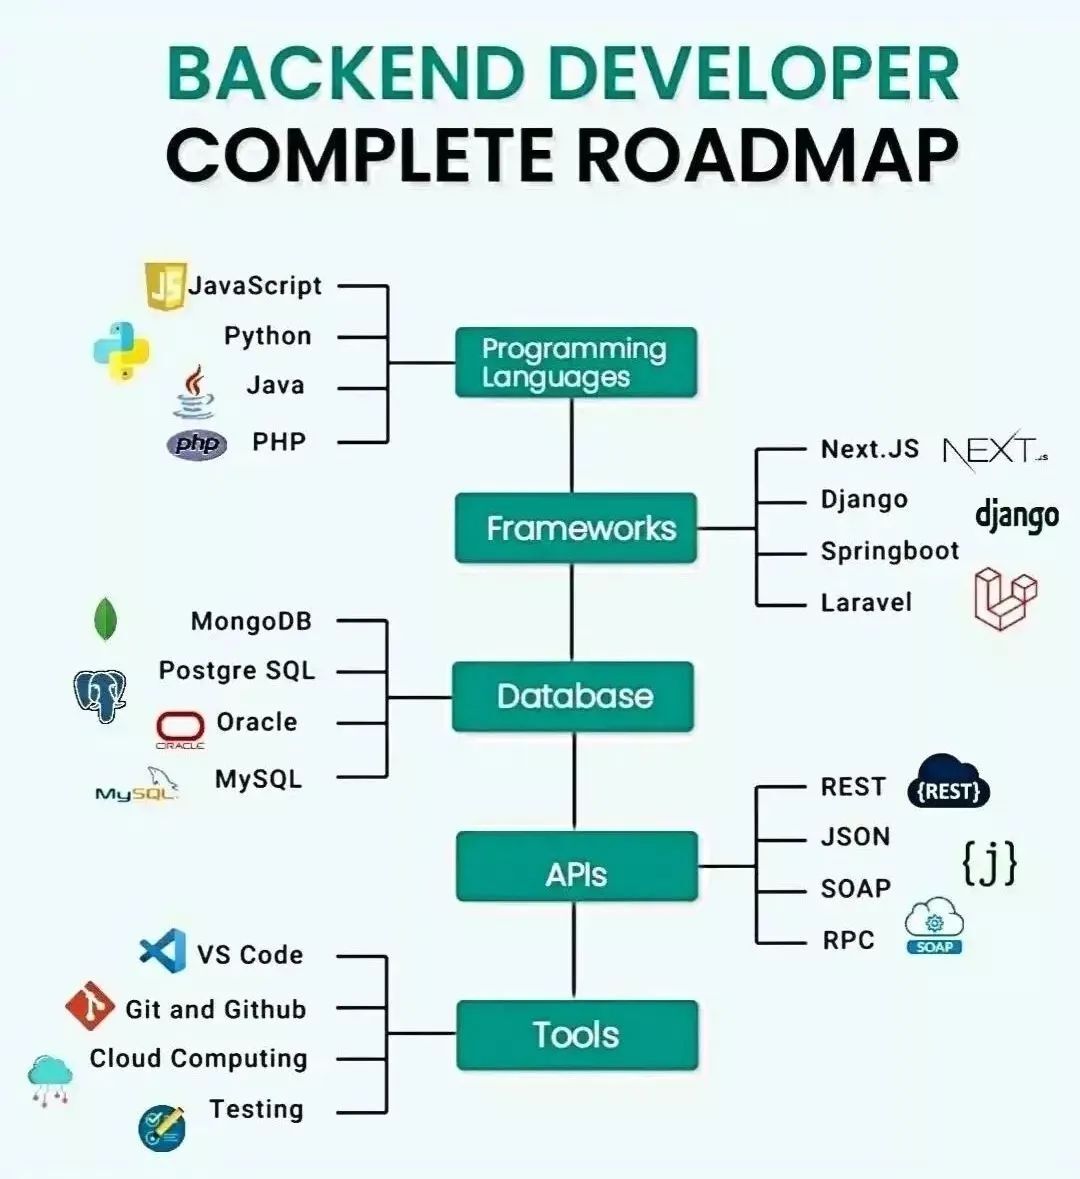 BACKEND DEVELOPER
COMPLETE ROADMAP
JS JavaScript
Python
Java
php PHP
Programming
Languages
Next.JS NEXT.JS
Django
django
Springboot
Laravel
Frameworks
MongoDB
Postgre SQL
Oracle
ORACLE
MySQL
MySQL
Database
REST {REST}
JSON
{j}
SOAP
RPC
SOAP
APIs
VS Code
Git and Github
Cloud Computing
Testing
Tools